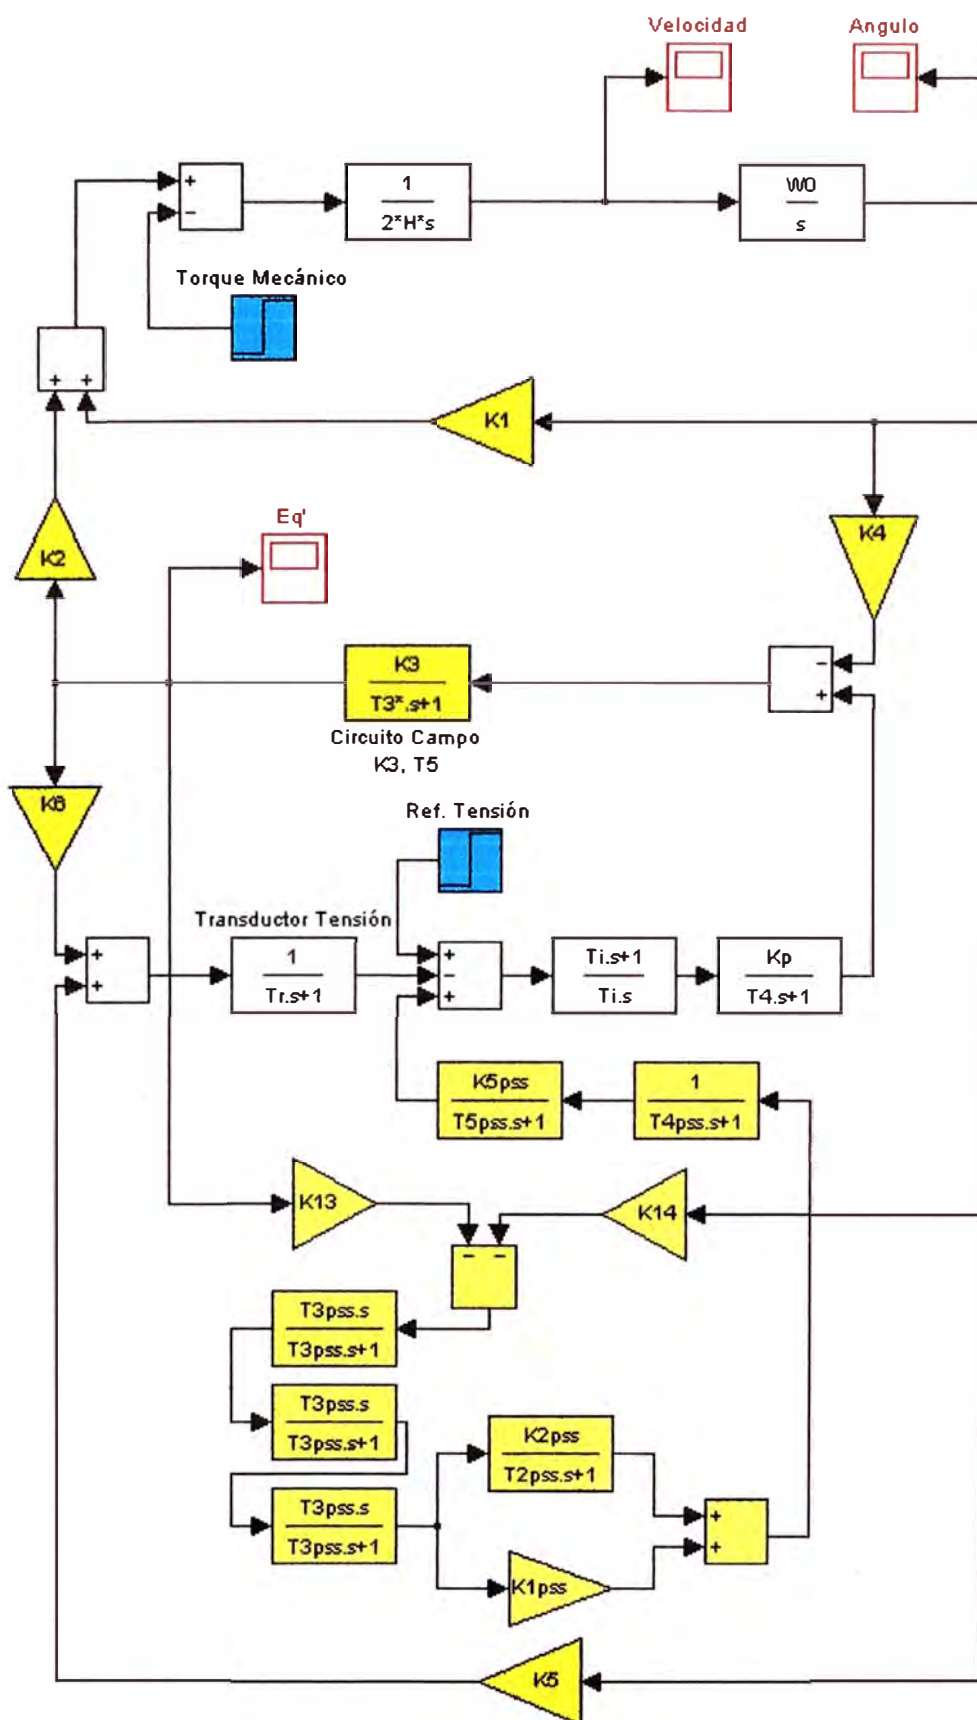 Velocidad
Angulo
+
−
1
2*H*s
W0
s
Torque Mecánico
+ +
K1
K2
Eq'
K4
K3
T3*.s+1
−
+
Circuito Campo
K3, T5
K6
Ref. Tensión
Transductor Tensión
+
+
1
Tr.s+1
+
−
+
Ti.s+1
Ti.s
Kp
T4.s+1
K5pss
T5pss.s+1
1
T4pss.s+1
K13
K14
− −
T3pss.s
T3pss.s+1
T3pss.s
T3pss.s+1
K2pss
T2pss.s+1
T3pss.s
T3pss.s+1
+
+
K1pss
K5